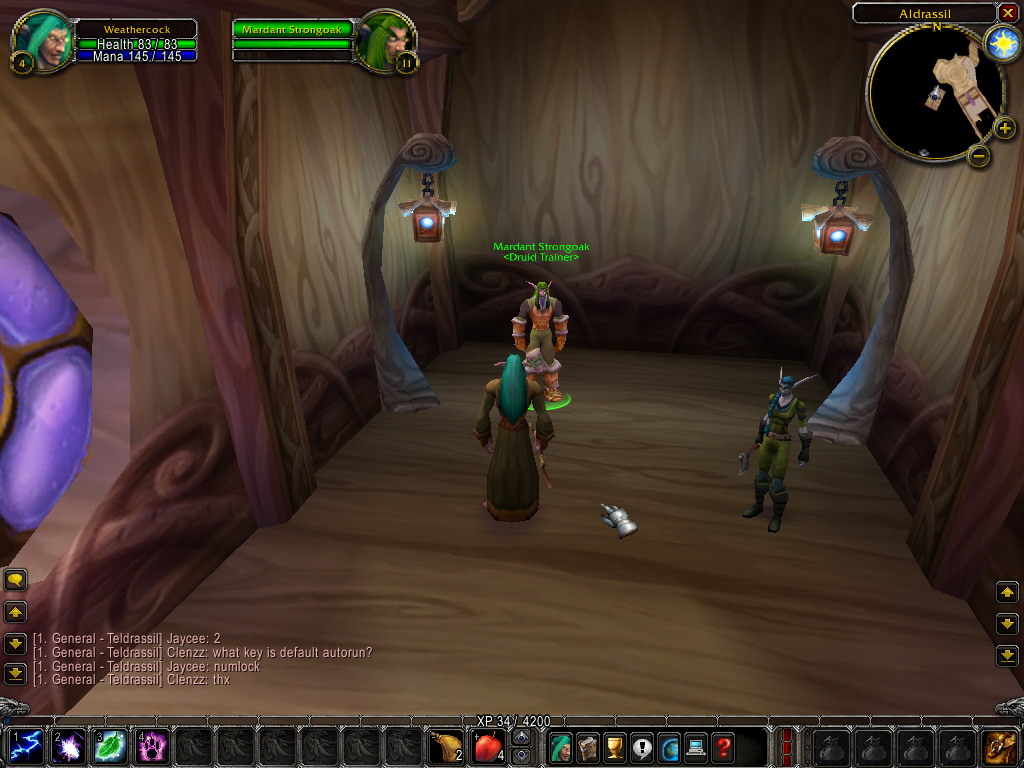 Weathercock
Health 83 / 83
Mana 145 / 145
4
Mardant Strongoak
11
Aldrassil
N
Mardant Strongoak
<Druid Trainer>
[1. General - Teldrassil] Jaycee: 2
[1. General - Teldrassil] Clenzz: what key is default autorun?
[1. General - Teldrassil] Jaycee: numlock
[1. General - Teldrassil] Clenzz: thx
XP 34 / 4200
1 2 3 4 2 4